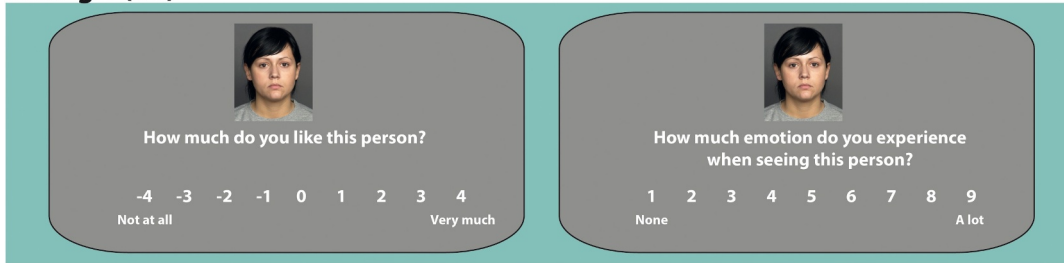 How much do you like this person?
-4 -3 -2 -1 0 1 2 3 4
Not at all Very much
How much emotion do you experience
when seeing this person?
1 2 3 4 5 6 7 8 9
None A lot